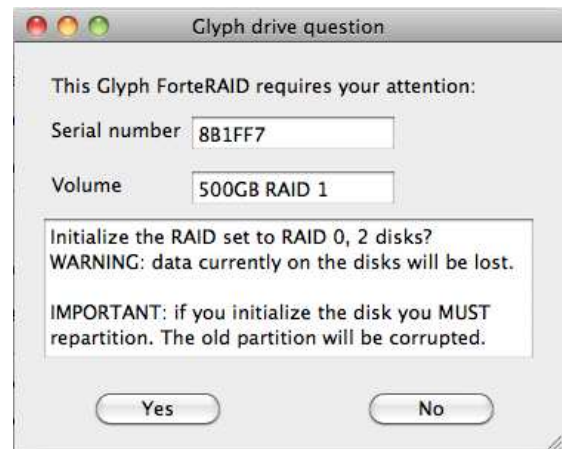 Glyph drive question
This Glyph ForteRAID requires your attention:
Serial number 8B1FF7
Volume 500GB RAID 1
Initialize the RAID set to RAID 0, 2 disks?
WARNING: data currently on the disks will be lost.
IMPORTANT: if you initialize the disk you MUST
repartition. The old partition will be corrupted.
Yes No